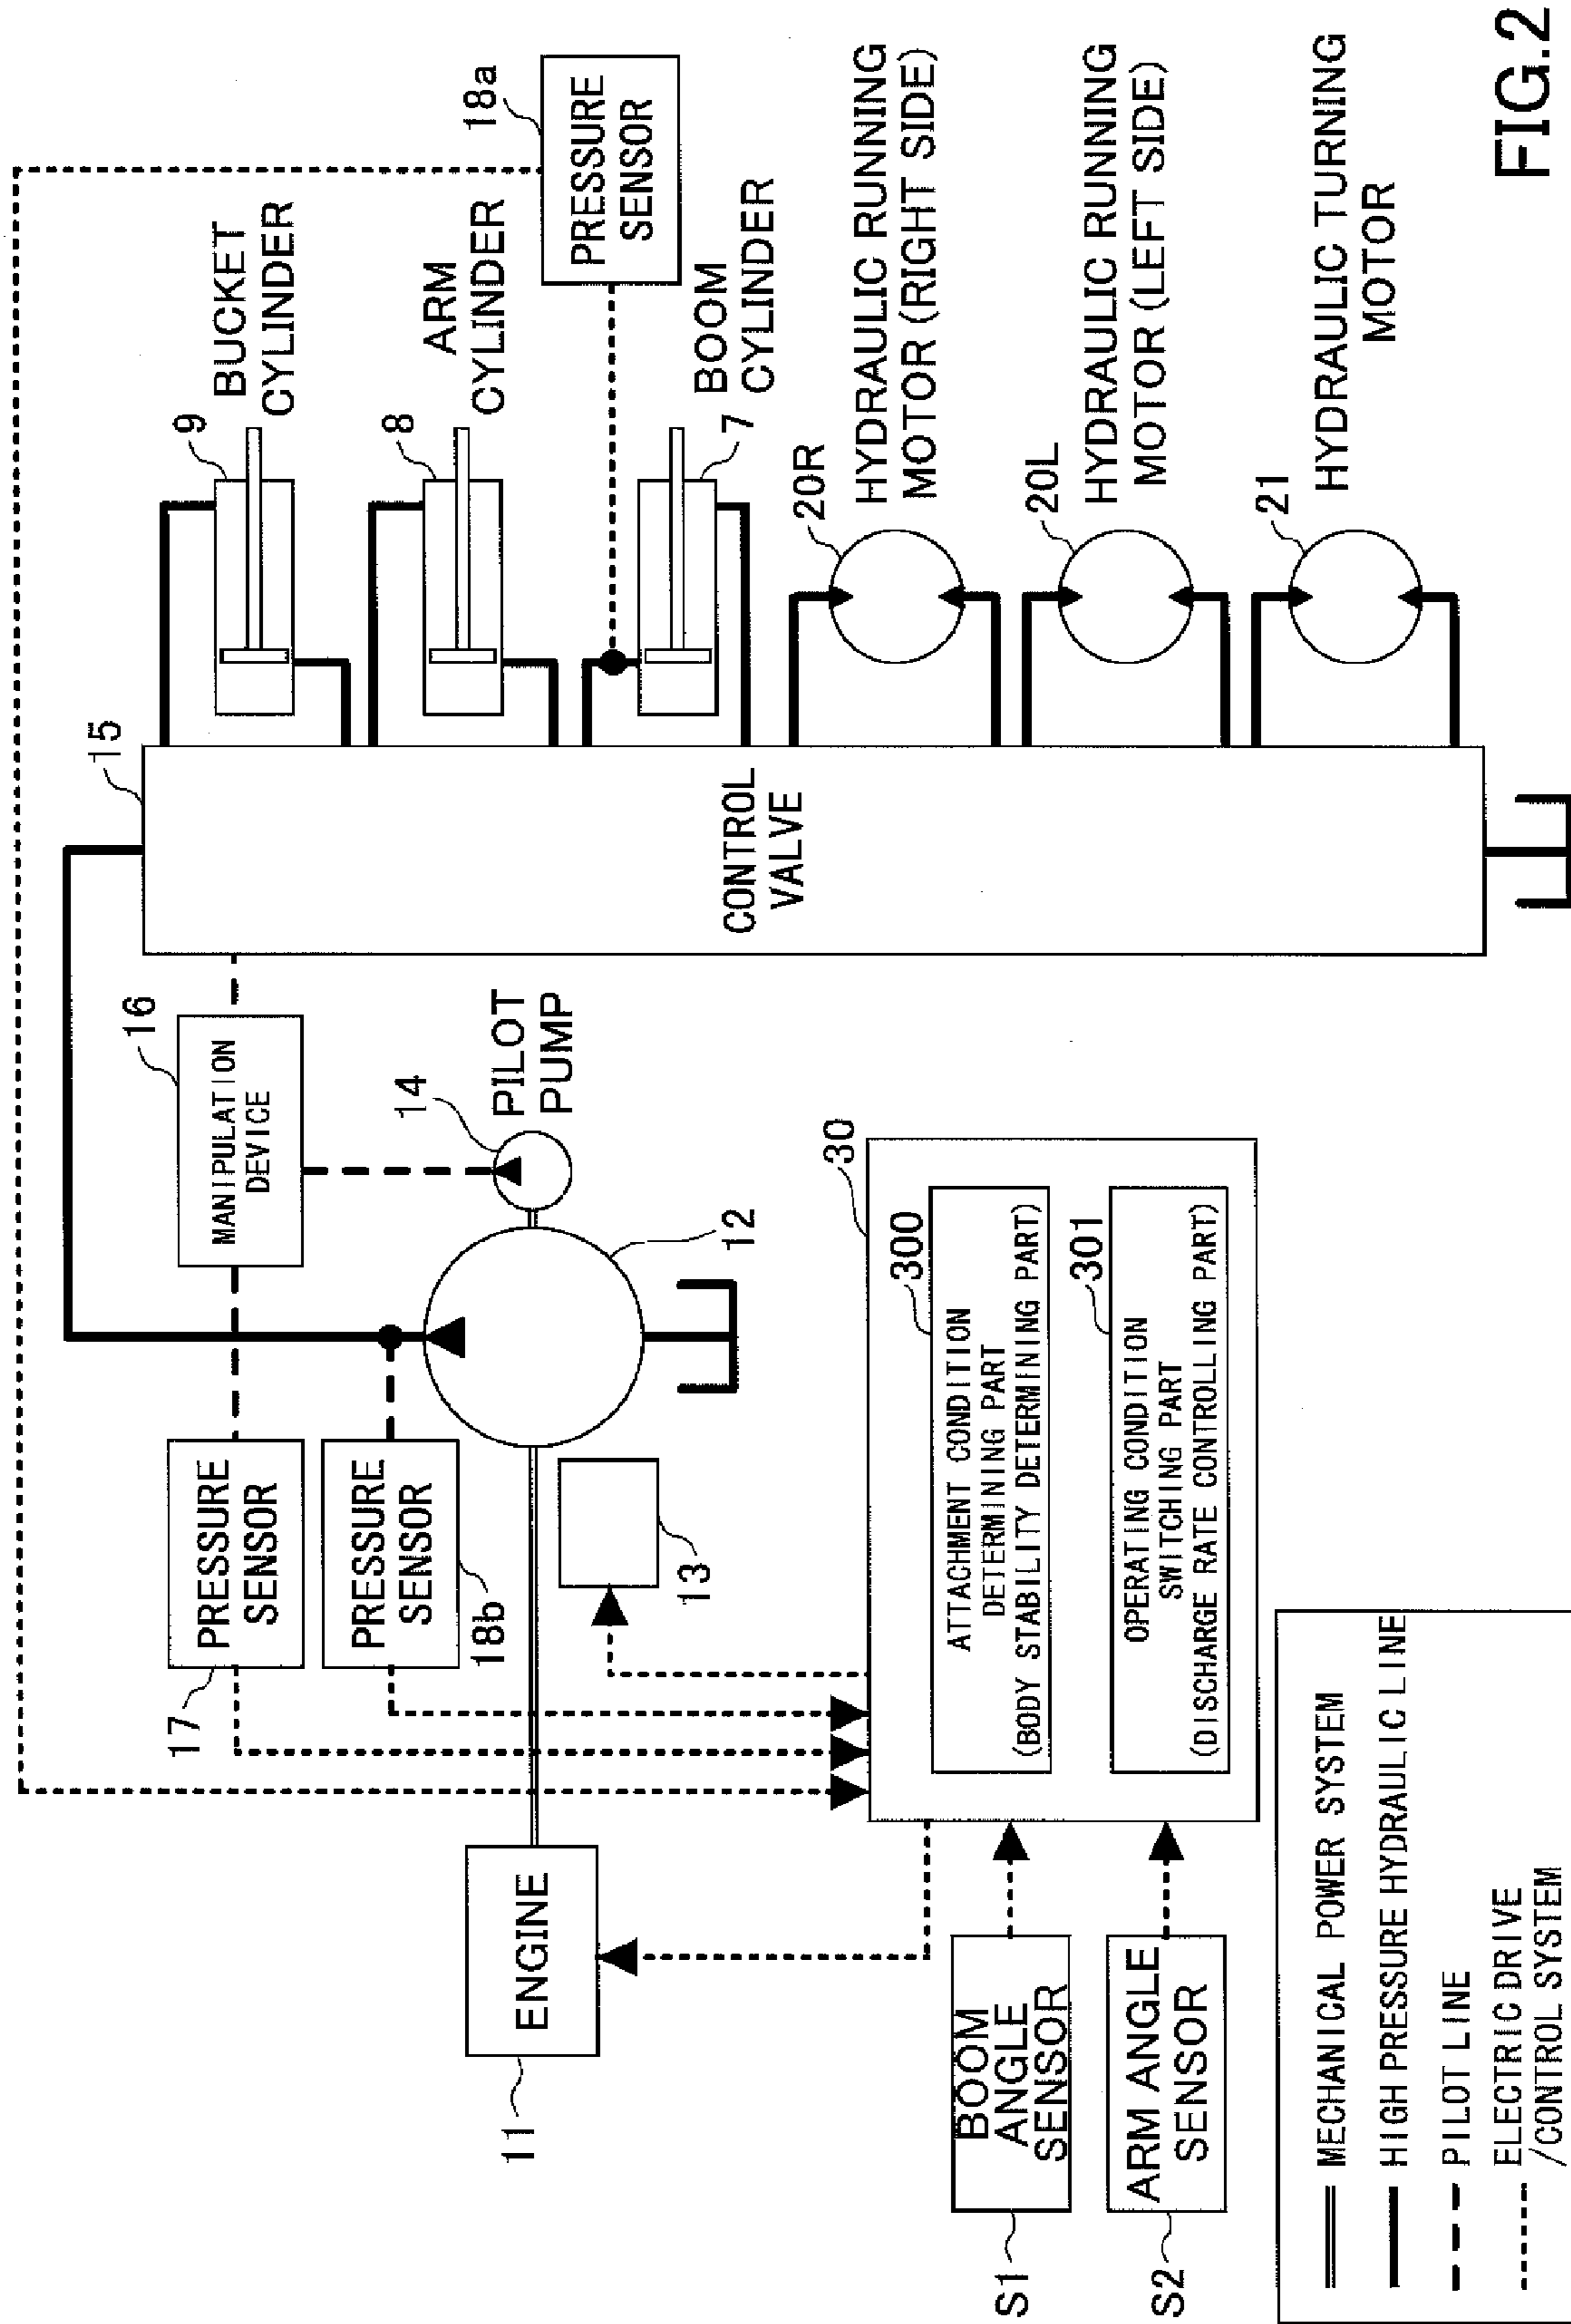 18a
PRESSURE
SENSOR
BUCKET
CYLINDER
9
ARM
CYLINDER
8
BOOM
CYLINDER
7
20R
HYDRAULIC RUNNING
MOTOR (RIGHT SIDE)
20L
HYDRAULIC RUNNING
MOTOR (LEFT SIDE)
21
HYDRAULIC TURNING
MOTOR
15
CONTROL
VALVE
16
MANIPULATION
DEVICE
14
PILOT
PUMP
12
17
PRESSURE
SENSOR
PRESSURE
SENSOR
18b
13
11
ENGINE
30
300
ATTACHMENT CONDITION
DETERMINING PART
(BODY STABILITY DETERMINING PART)
301
OPERATING CONDITION
SWITCHING PART
(DISCHARGE RATE CONTROLLING PART)
S1
BOOM
ANGLE
SENSOR
S2
ARM ANGLE
SENSOR
MECHANICAL POWER SYSTEM
HIGH PRESSURE HYDRAULIC LINE
PILOT LINE
ELECTRIC DRIVE
/CONTROL SYSTEM
FIG.2